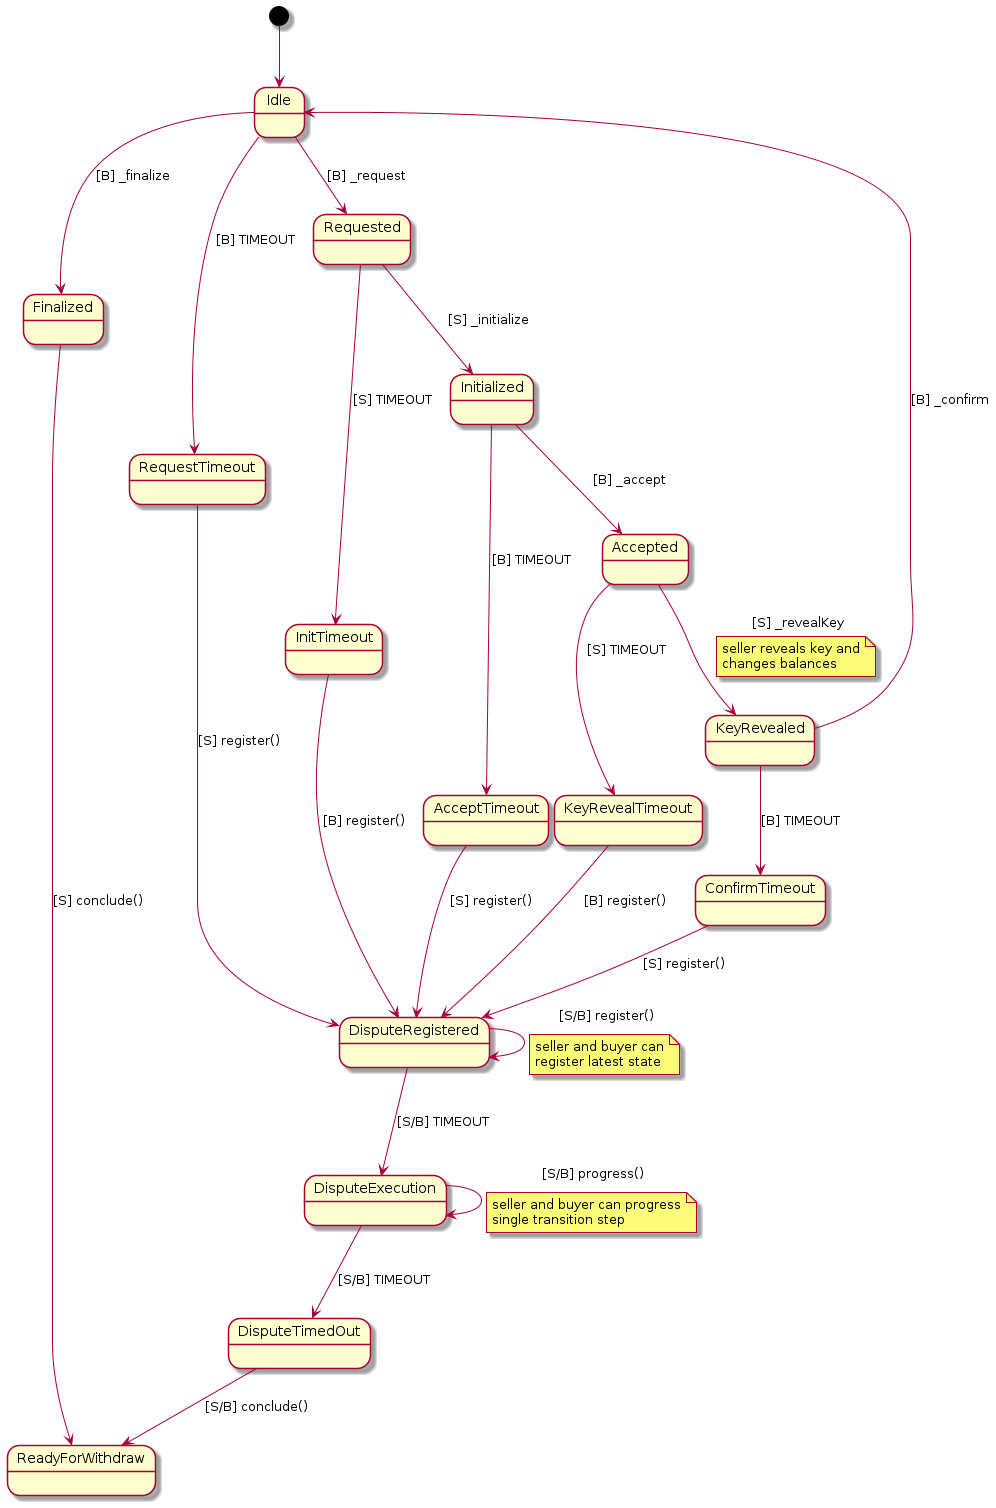 Idle
[B] _finalize
[B] _request
Requested
[B] TIMEOUT
Finalized
[S] _initialize
Initialized
[S] TIMEOUT
[B] _confirm
RequestTimeout
[B] _accept
Accepted
[B] TIMEOUT
[S] _revealKey
seller reveals key and
changes balances
InitTimeout
[S] TIMEOUT
KeyRevealed
[S] register()
AcceptTimeout
KeyRevealTimeout
[B] register()
[B] TIMEOUT
ConfirmTimeout
[S] conclude()
[S] register()
[B] register()
[S] register()
[S/B] register()
DisputeRegistered
seller and buyer can
register latest state
[S/B] TIMEOUT
[S/B] progress()
DisputeExecution
seller and buyer can progress
single transition step
[S/B] TIMEOUT
DisputeTimedOut
[S/B] conclude()
ReadyForWithdraw